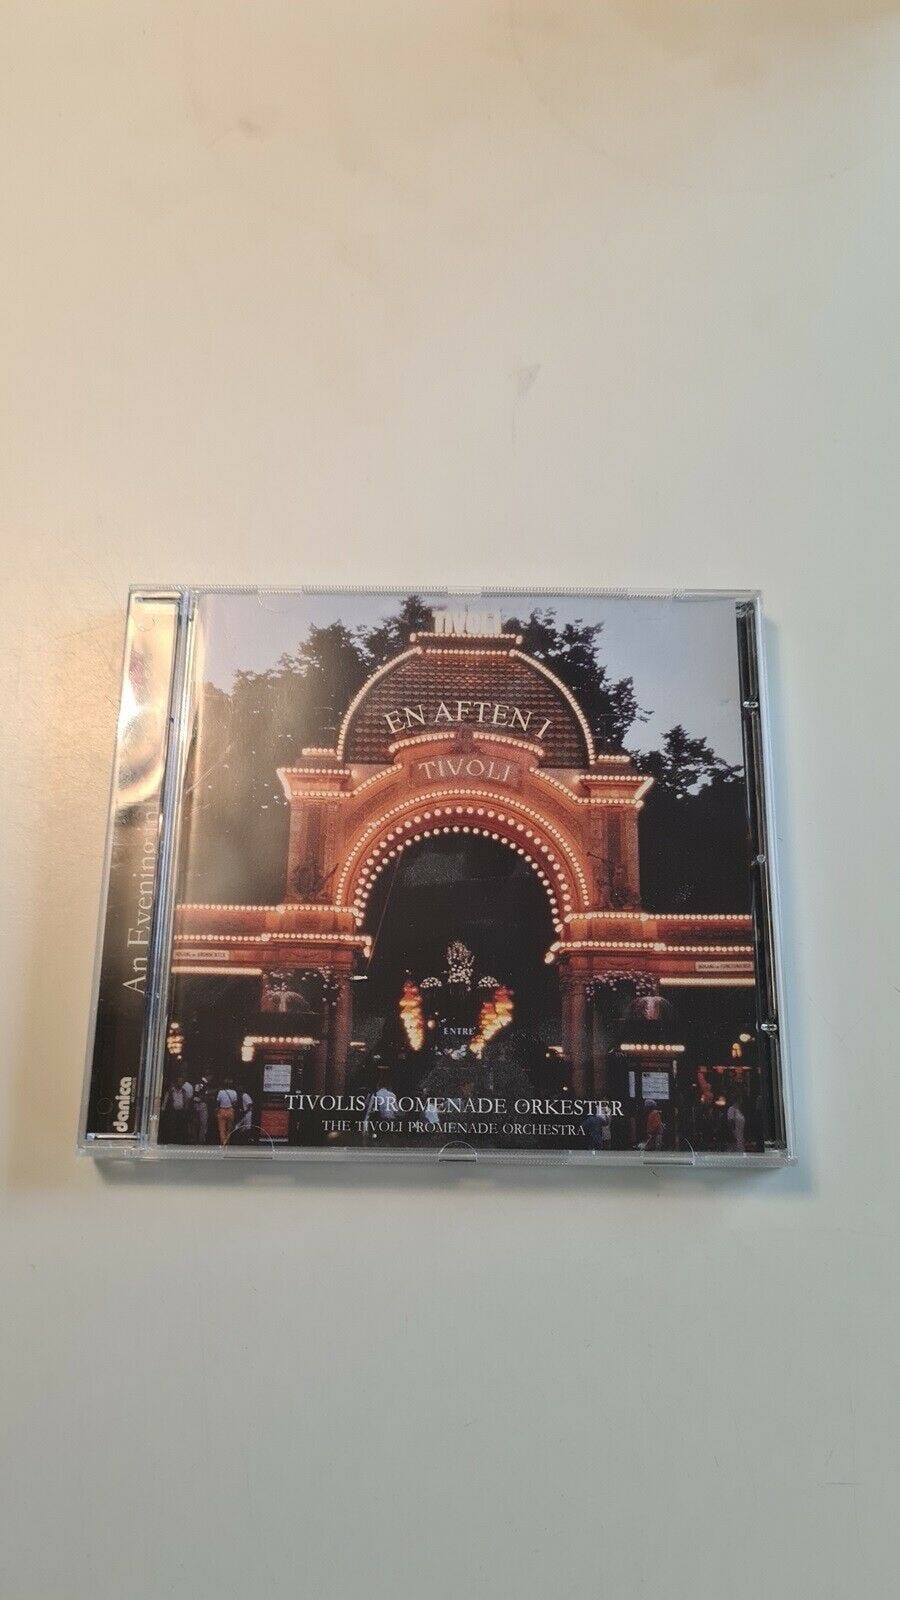 TIVOLI
EN AFTEN I
TIVOLI
ENTRE
TIVOLIS PROMENADE ORKESTER
THE TIVOLI PROMENADE ORCHESTRA
An Evening in
danica